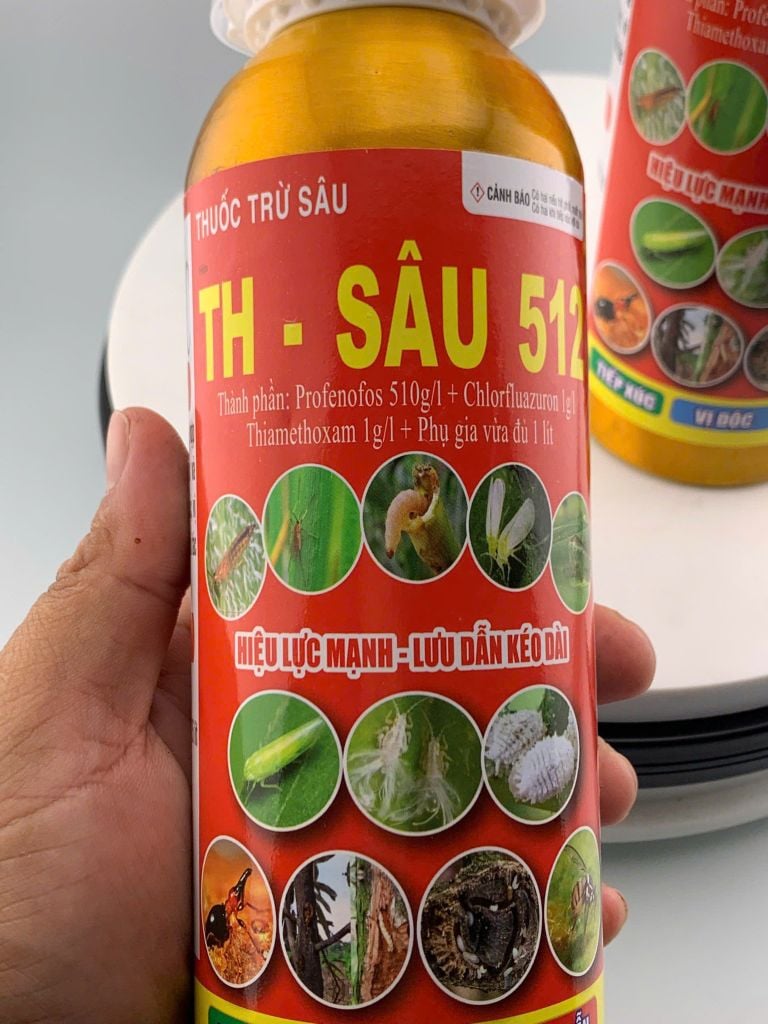 THUỐC TRỪ SÂU
CẢNH BÁO
TH - SÂU 512
Thành phần: Profenofos 510g/l + Chlorfluazuron 1g/l
Thiamethoxam 1g/l + Phụ gia vừa đủ 1 lít
HIỆU LỰC MẠNH - LƯU DẪN KÉO DÀI
phần: Profe
Thiamethoxa
HIỆU LỰC MẠNH
TIẾP XÚC
VỊ ĐỘC